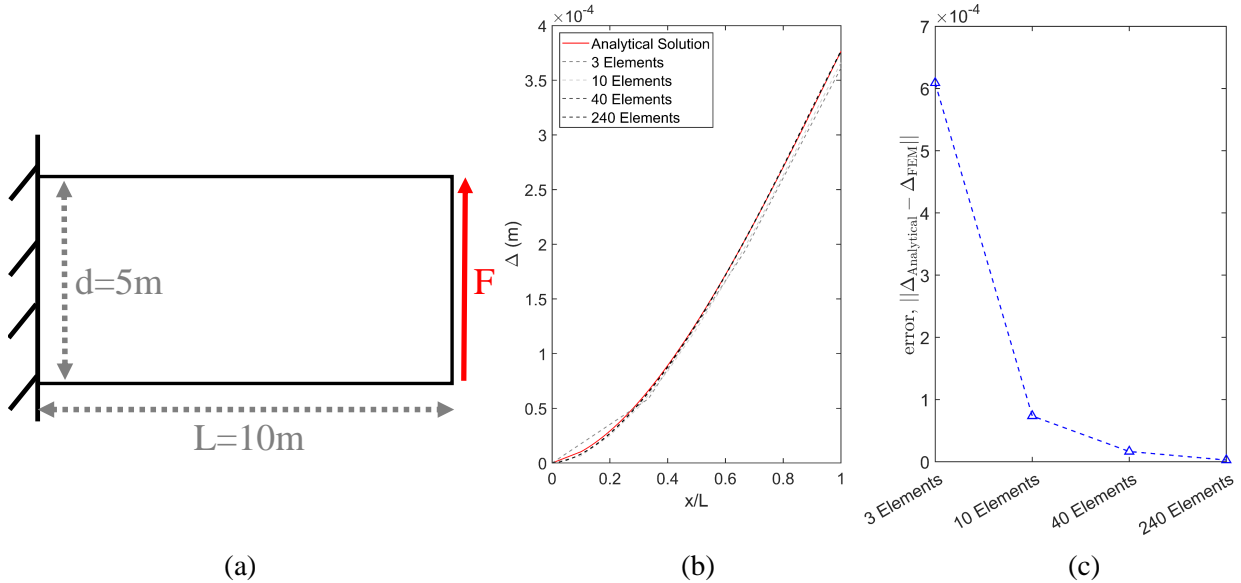 d=5m
F
L=10m
(a)
×10⁻⁴
4
3.5
3
2.5
2
1.5
1
0.5
0
Δ (m)
Analytical Solution
3 Elements
10 Elements
40 Elements
240 Elements
0 0.2 0.4 0.6 0.8 1
x/L
(b)
×10⁻⁴
7
6
5
4
3
2
1
0
error, ||Δ_Analytical − Δ_FEM||
3 Elements
10 Elements
40 Elements
240 Elements
(c)